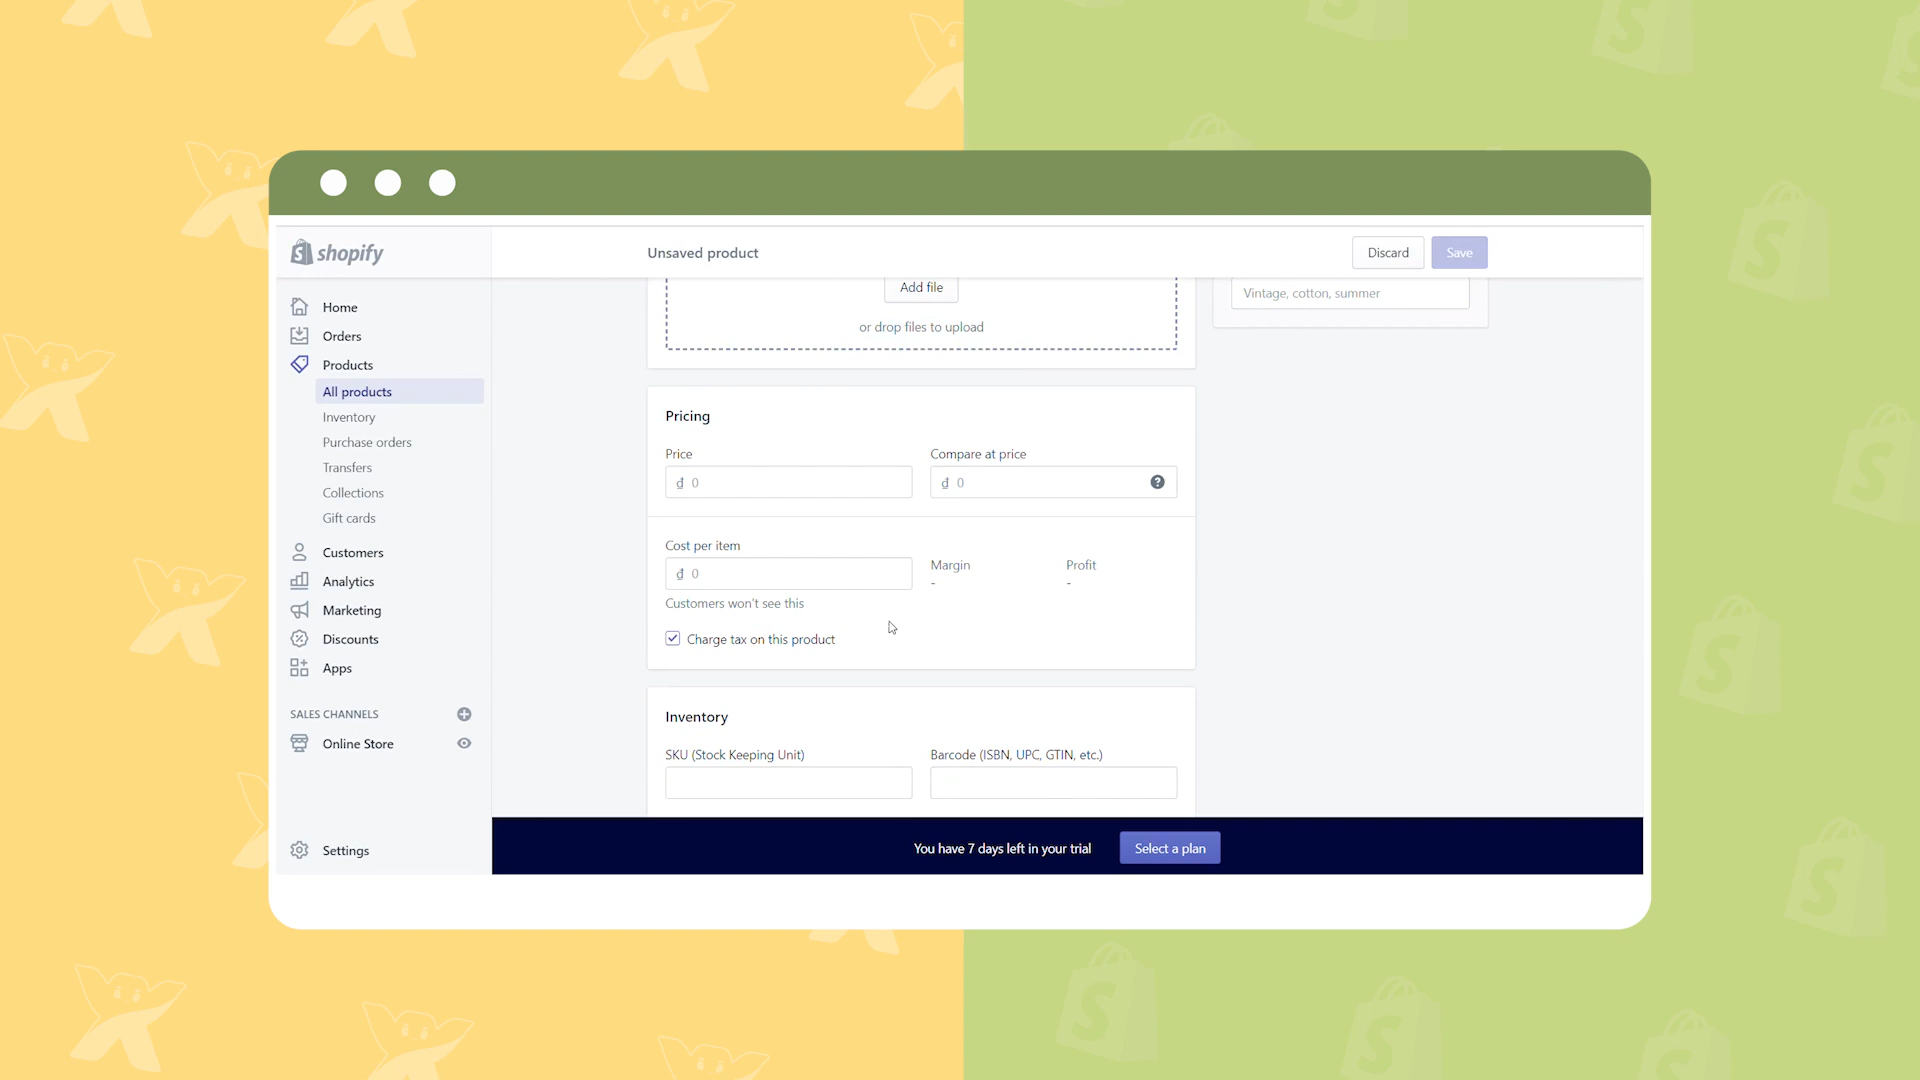 shopify
Unsaved product
Discard
Save
Home
Orders
Products
All products
Inventory
Purchase orders
Transfers
Collections
Gift cards
Customers
Analytics
Marketing
Discounts
Apps
SALES CHANNELS
Online Store
Settings
Add file
or drop files to upload
Vintage, cotton, summer
Pricing
Price
Compare at price
₫ 0
₫ 0
Cost per item
₫ 0
Margin
-
Profit
-
Customers won't see this
Charge tax on this product
Inventory
SKU (Stock Keeping Unit)
Barcode (ISBN, UPC, GTIN, etc.)
You have 7 days left in your trial
Select a plan